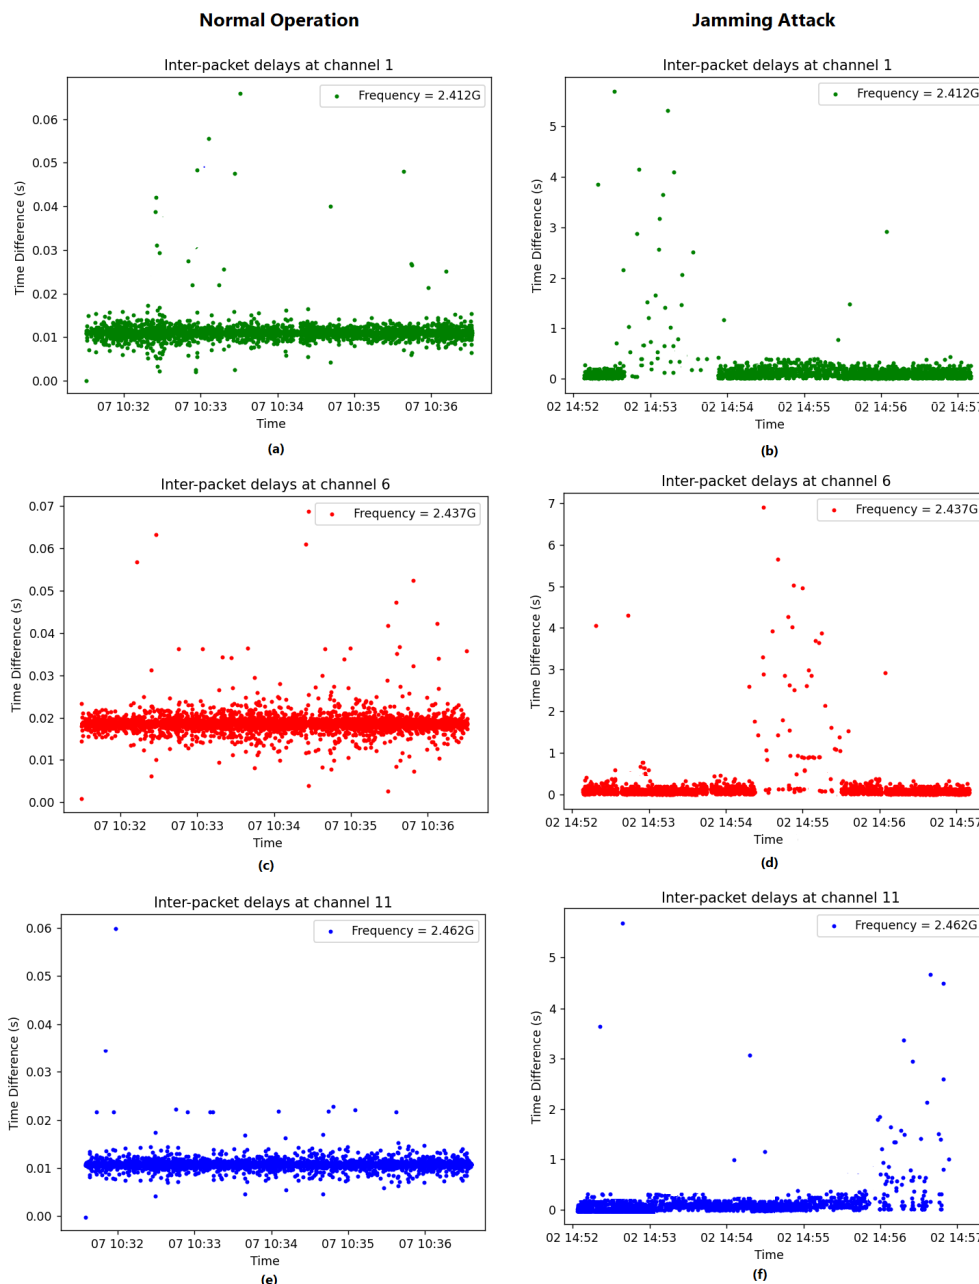 Normal Operation
Jamming Attack
Inter-packet delays at channel 1
Frequency = 2.412G
Time Difference (s)
0.06
0.05
0.04
0.03
0.02
0.01
0.00
07 10:32 07 10:33 07 10:34 07 10:35 07 10:36
Time
(a)
Inter-packet delays at channel 1
Frequency = 2.412G
Time Difference (s)
5
4
3
2
1
0
02 14:52 02 14:53 02 14:54 02 14:55 02 14:56 02 14:57
Time
(b)
Inter-packet delays at channel 6
Frequency = 2.437G
Time Difference (s)
0.07
0.06
0.05
0.04
0.03
0.02
0.01
0.00
07 10:32 07 10:33 07 10:34 07 10:35 07 10:36
Time
(c)
Inter-packet delays at channel 6
Frequency = 2.437G
Time Difference (s)
7
6
5
4
3
2
1
0
02 14:52 02 14:53 02 14:54 02 14:55 02 14:56 02 14:57
Time
(d)
Inter-packet delays at channel 11
Frequency = 2.462G
Time Difference (s)
0.06
0.05
0.04
0.03
0.02
0.01
0.00
07 10:32 07 10:33 07 10:34 07 10:35 07 10:36
Time
(e)
Inter-packet delays at channel 11
Frequency = 2.462G
Time Difference (s)
5
4
3
2
1
0
02 14:52 02 14:53 02 14:54 02 14:55 02 14:56 02 14:57
Time
(f)